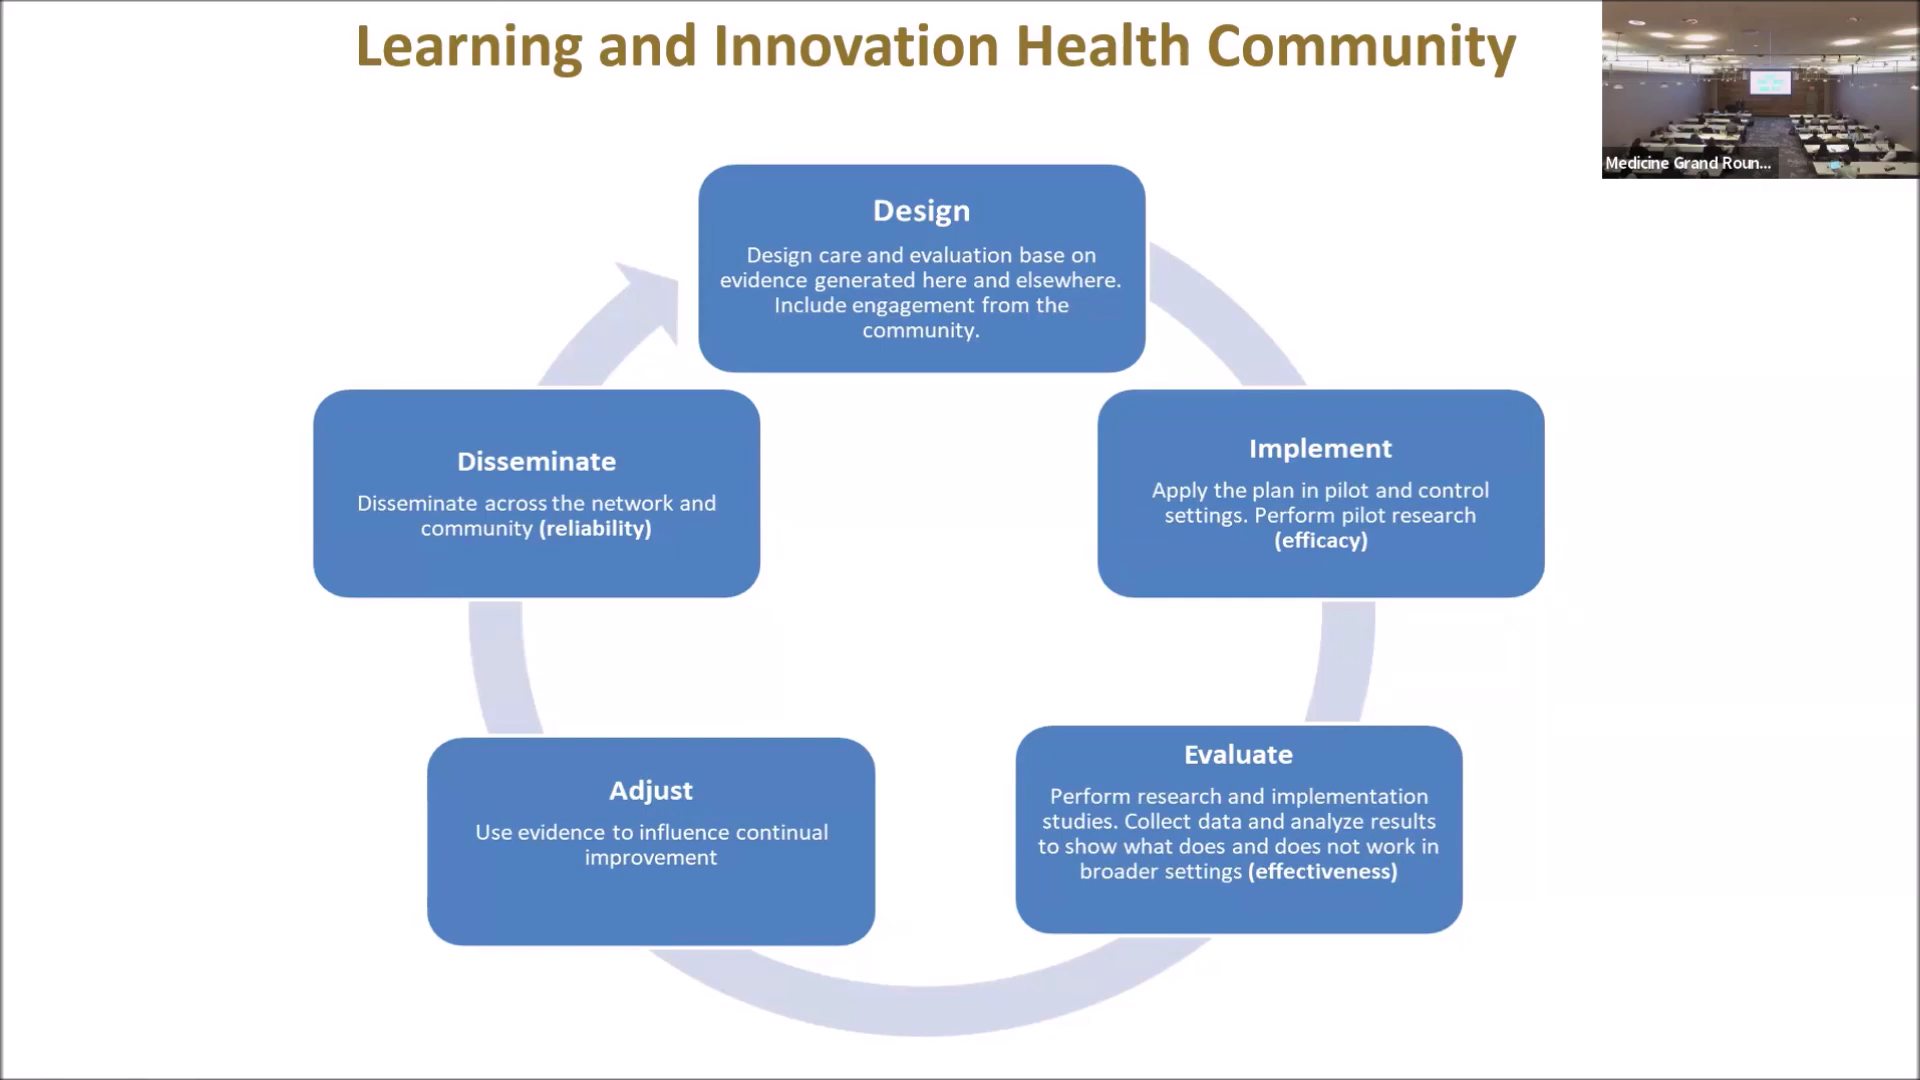 Learning and Innovation Health Community
Medicine Grand Roun...
Design
Design care and evaluation base on
evidence generated here and elsewhere.
Include engagement from the
community.
Implement
Apply the plan in pilot and control
settings. Perform pilot research
(efficacy)
Evaluate
Perform research and implementation
studies. Collect data and analyze results
to show what does and does not work in
broader settings (effectiveness)
Adjust
Use evidence to influence continual
improvement
Disseminate
Disseminate across the network and
community (reliability)